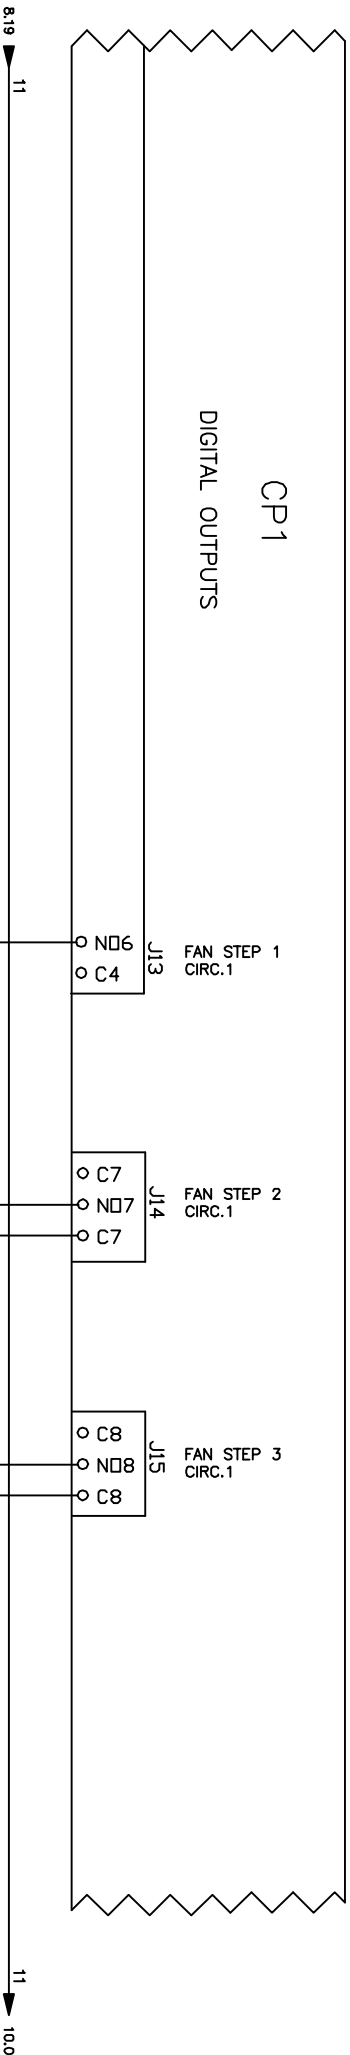 8.19
11
CP1
DIGITAL OUTPUTS
NO6
C4
J13
FAN STEP 1
CIRC.1
C7
NO7
C7
J14
FAN STEP 2
CIRC.1
C8
NO8
C8
J15
FAN STEP 3
CIRC.1
11
10.0